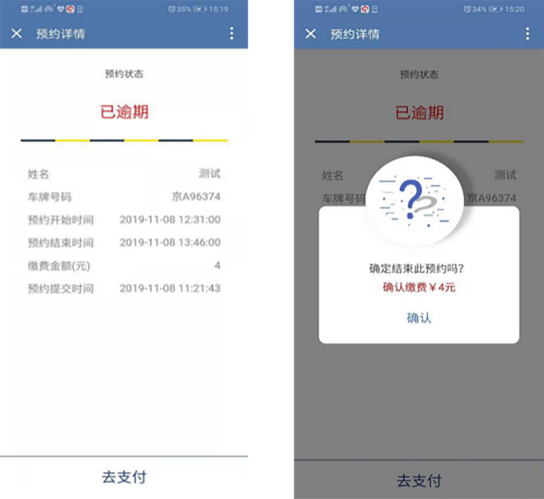 35% 15:19
预约详情
预约状态
已逾期
姓名 测试
车牌号码 京A96374
预约开始时间 2019-11-08 12:31:00
预约结束时间 2019-11-08 13:46:00
缴费金额(元) 4
预约提交时间 2019-11-08 11:21:43
去支付
34% 15:20
预约详情
预约状态
已逾期
姓名 测试
车牌号码 京A96374
确定结束此预约吗?
确认缴费￥4元
确认
去支付